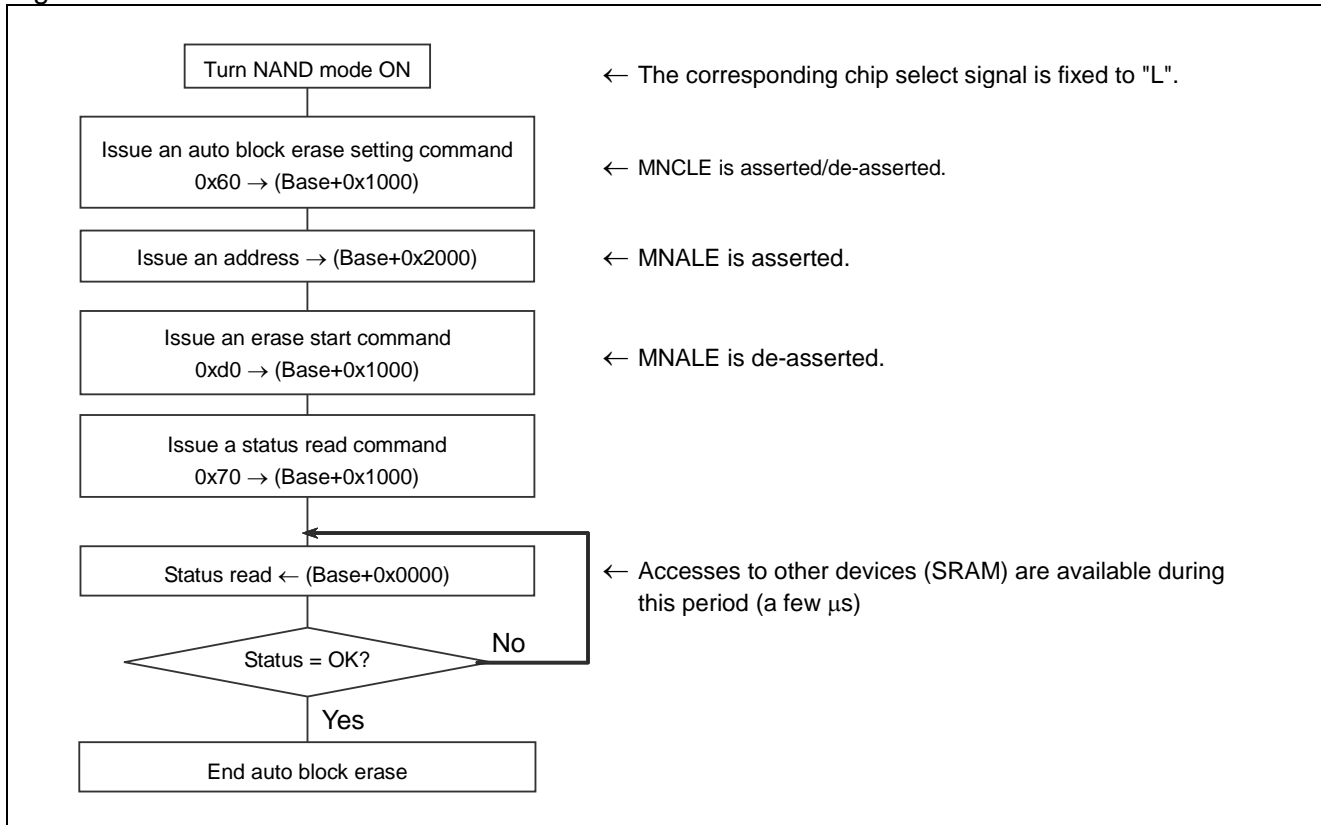 Turn NAND mode ON
← The corresponding chip select signal is fixed to "L".
Issue an auto block erase setting command
0x60 → (Base+0x1000)
← MNCLE is asserted/de-asserted.
Issue an address → (Base+0x2000)
← MNALE is asserted.
Issue an erase start command
0xd0 → (Base+0x1000)
← MNALE is de-asserted.
Issue a status read command
0x70 → (Base+0x1000)
Status read ← (Base+0x0000)
← Accesses to other devices (SRAM) are available during
this period (a few μs)
Status = OK?
No
Yes
End auto block erase